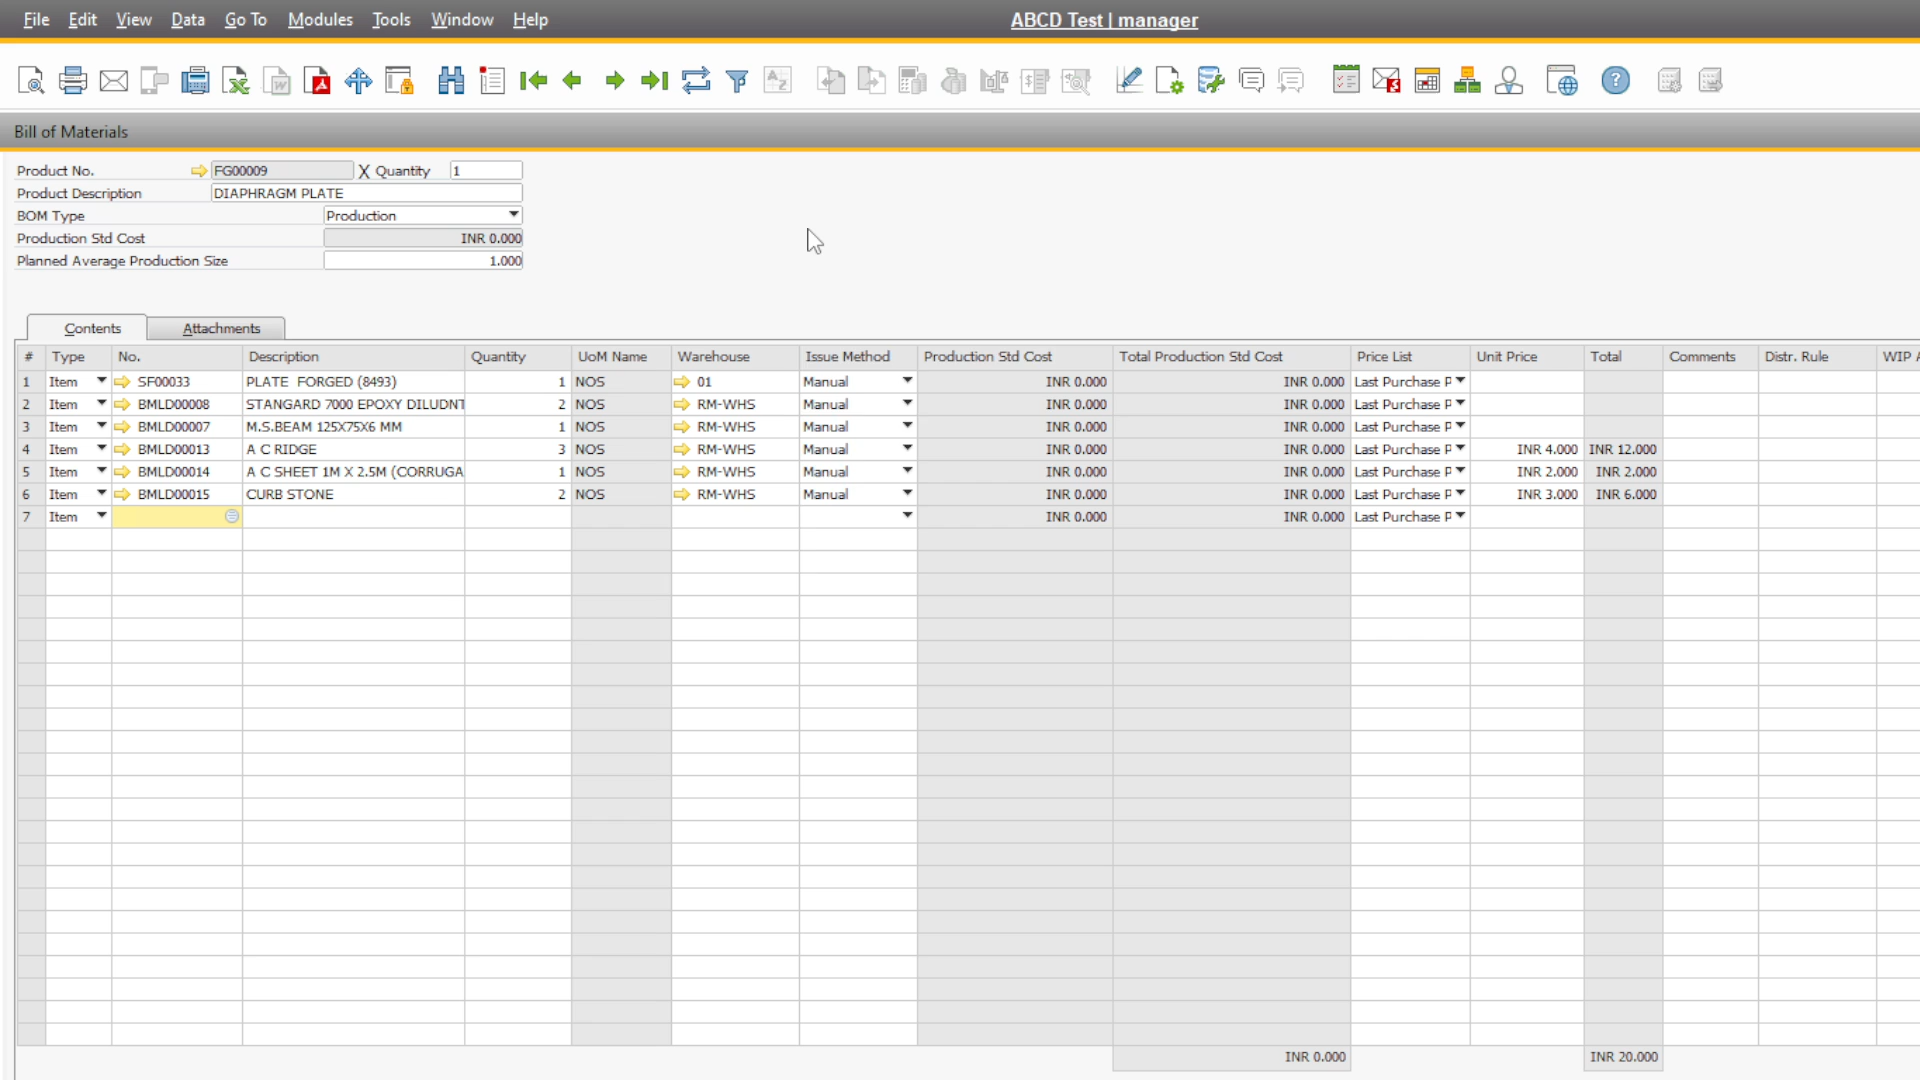 File Edit View Data Go To Modules Tools Window Help ABCD Test | manager
Bill of Materials
Product No. FG00009 X Quantity 1
Product Description DIAPHRAGM PLATE
BOM Type Production
Production Std Cost INR 0.000
Planned Average Production Size 1.000
Contents Attachments
# Type No. Description Quantity UoM Name Warehouse Issue Method Production Std Cost Total Production Std Cost Price List Unit Price Total Comments Distr. Rule WIP A
1 Item SF00033 PLATE FORGED (8493) 1 NOS 01 Manual INR 0.000 INR 0.000 Last Purchase P
2 Item BMLD00008 STANGARD 7000 EPOXY DILUDNT 2 NOS RM-WHS Manual INR 0.000 INR 0.000 Last Purchase P
3 Item BMLD00007 M.S.BEAM 125X75X6 MM 1 NOS RM-WHS Manual INR 0.000 INR 0.000 Last Purchase P
4 Item BMLD00013 A C RIDGE 3 NOS RM-WHS Manual INR 0.000 INR 0.000 Last Purchase P INR 4.000 INR 12.000
5 Item BMLD00014 A C SHEET 1M X 2.5M (CORRUGA 1 NOS RM-WHS Manual INR 0.000 INR 0.000 Last Purchase P INR 2.000 INR 2.000
6 Item BMLD00015 CURB STONE 2 NOS RM-WHS Manual INR 0.000 INR 0.000 Last Purchase P INR 3.000 INR 6.000
7 Item INR 0.000 INR 0.000 Last Purchase P
INR 0.000 INR 20.000